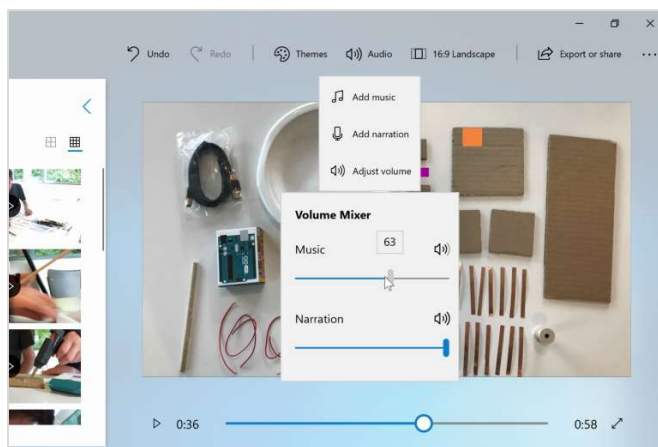 Undo Redo Themes Audio 16:9 Landscape Export or share
Add music
Add narration
Adjust volume
Volume Mixer
Music 63
Narration
0:36 0:58